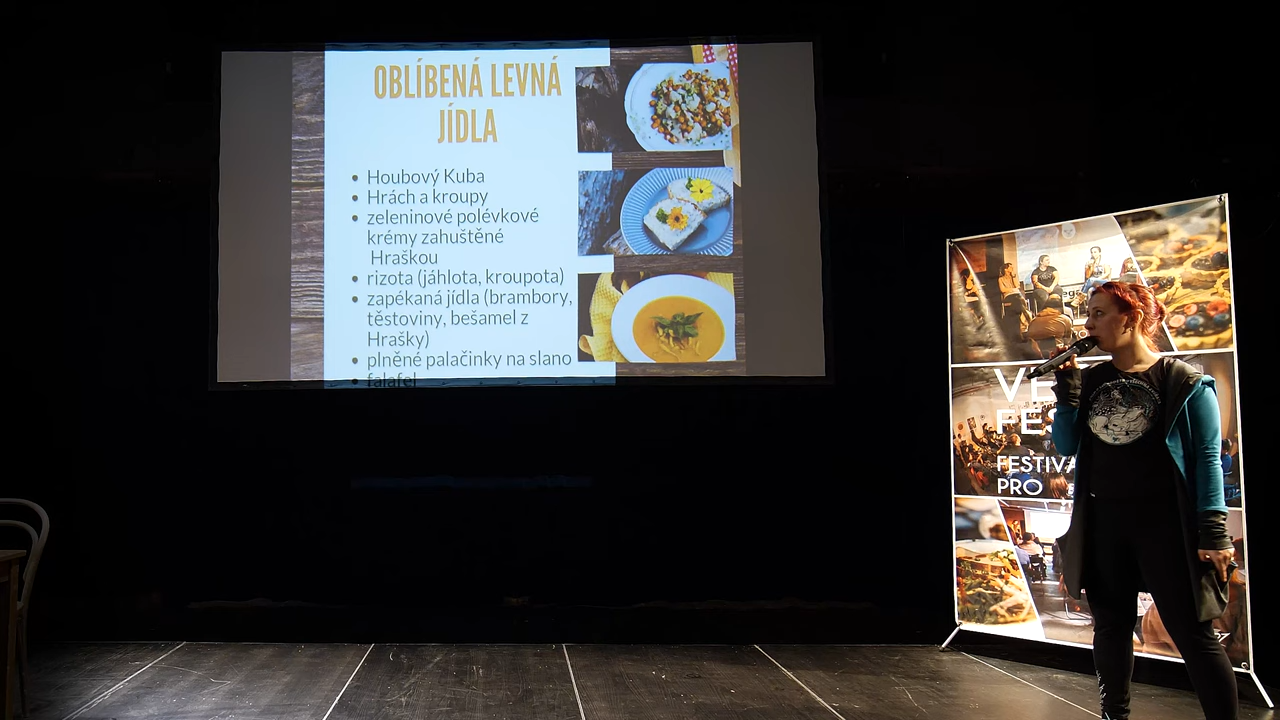 OBLÍBENÁ LEVNÁ
JÍDLA
• Houbový Kuba
• Hrách a kroupy
• zeleninové polévkové
krémy zahuštěné
Hraškou
• rizota (jáhlota, kroupota)
• zapékaná jídla (brambory,
těstoviny, bešamel z
Hrašky)
• plněné palačinky na slano
• falafel
FESTIVA
PRO